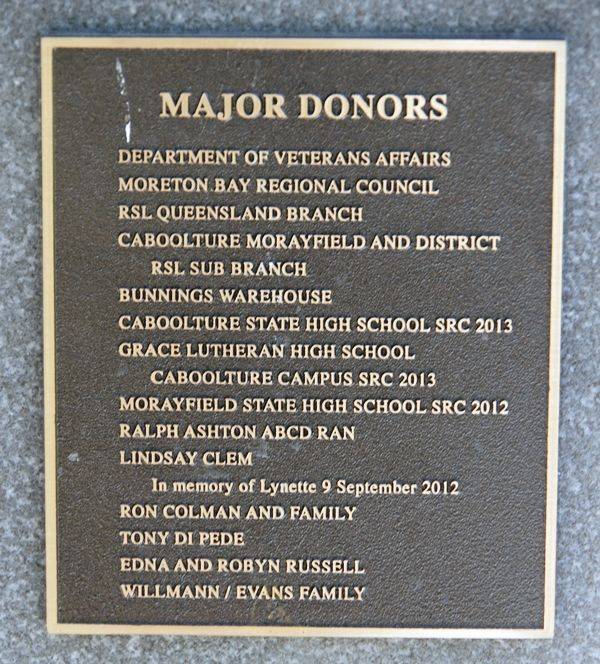 MAJOR DONORS
DEPARTMENT OF VETERANS AFFAIRS
MORETON BAY REGIONAL COUNCIL
RSL QUEENSLAND BRANCH
CABOOLTURE MORAYFIELD AND DISTRICT
RSL SUB BRANCH
BUNNINGS WAREHOUSE
CABOOLTURE STATE HIGH SCHOOL SRC 2013
GRACE LUTHERAN HIGH SCHOOL
CABOOLTURE CAMPUS SRC 2013
MORAYFIELD STATE HIGH SCHOOL SRC 2012
RALPH ASHTON ABCD RAN
LINDSAY CLEM
In memory of Lynette 9 September 2012
RON COLMAN AND FAMILY
TONY DI PEDE
EDNA AND ROBYN RUSSELL
WILLMANN / EVANS FAMILY